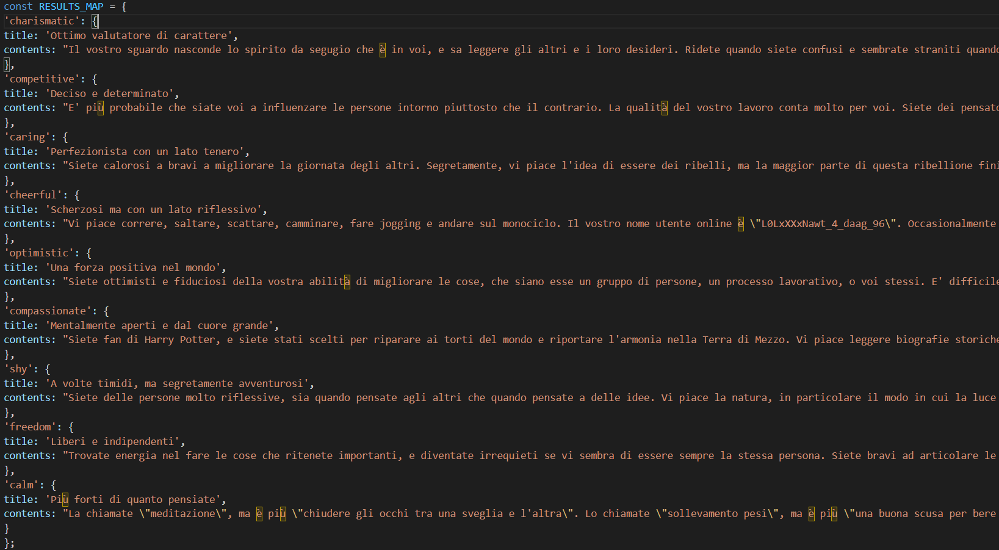 const RESULTS_MAP = {
'charismatic': {
title: 'Ottimo valutatore di carattere',
contents: "Il vostro sguardo nasconde lo spirito da segugio che è in voi, e sa leggere gli altri e i loro desideri. Ridete quando siete confusi e sembrate straniti quando
},
'competitive': {
title: 'Deciso e determinato',
contents: "E' più probabile che siate voi a influenzare le persone intorno piuttosto che il contrario. La qualità del vostro lavoro conta molto per voi. Siete dei pensato
},
'caring': {
title: 'Perfezionista con un lato tenero',
contents: "Siete calorosi a bravi a migliorare la giornata degli altri. Segretamente, vi piace l'idea di essere dei ribelli, ma la maggior parte di questa ribellione fini
},
'cheerful': {
title: 'Scherzosi ma con un lato riflessivo',
contents: "Vi piace correre, saltare, scattare, camminare, fare jogging e andare sul monociclo. Il vostro nome utente online è \"L0LxXXxNawt_4_daag_96\". Occasionalmente
},
'optimistic': {
title: 'Una forza positiva nel mondo',
contents: "Siete ottimisti e fiduciosi della vostra abilità di migliorare le cose, che siano esse un gruppo di persone, un processo lavorativo, o voi stessi. E' difficile
},
'compassionate': {
title: 'Mentalmente aperti e dal cuore grande',
contents: "Siete fan di Harry Potter, e siete stati scelti per riparare ai torti del mondo e riportare l'armonia nella Terra di Mezzo. Vi piace leggere biografie storiche
},
'shy': {
title: 'A volte timidi, ma segretamente avventurosi',
contents: "Siete delle persone molto riflessive, sia quando pensate agli altri che quando pensate a delle idee. Vi piace la natura, in particolare il modo in cui la luce
},
'freedom': {
title: 'Liberi e indipendenti',
contents: "Trovate energia nel fare le cose che ritenete importanti, e diventate irrequieti se vi sembra di essere sempre la stessa persona. Siete bravi ad articolare le
},
'calm': {
title: 'Più forti di quanto pensiate',
contents: "La chiamate \"meditazione\", ma è più \"chiudere gli occhi tra una sveglia e l'altra\". Lo chiamate \"sollevamento pesi\", ma è più \"una buona scusa per bere
}
};